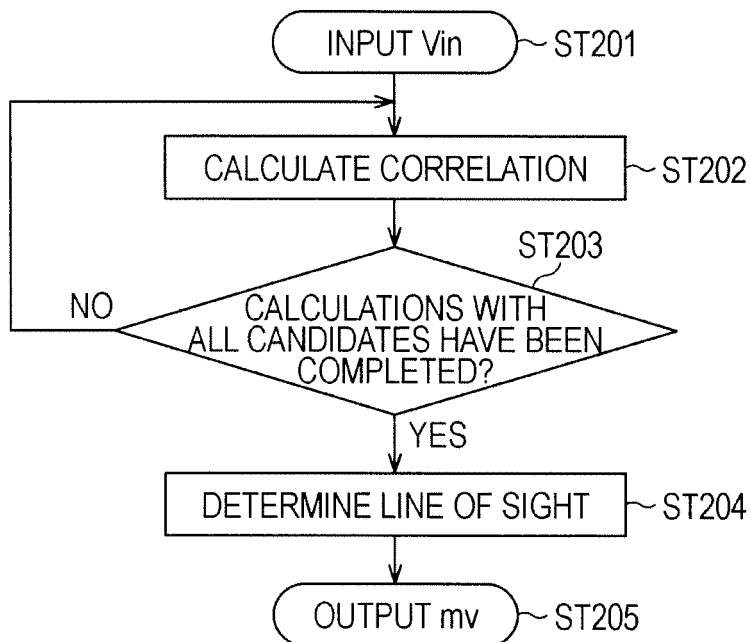 INPUT Vin
ST201
CALCULATE CORRELATION
ST202
ST203
NO
CALCULATIONS WITH
ALL CANDIDATES HAVE BEEN
COMPLETED?
YES
DETERMINE LINE OF SIGHT
ST204
OUTPUT mv
ST205